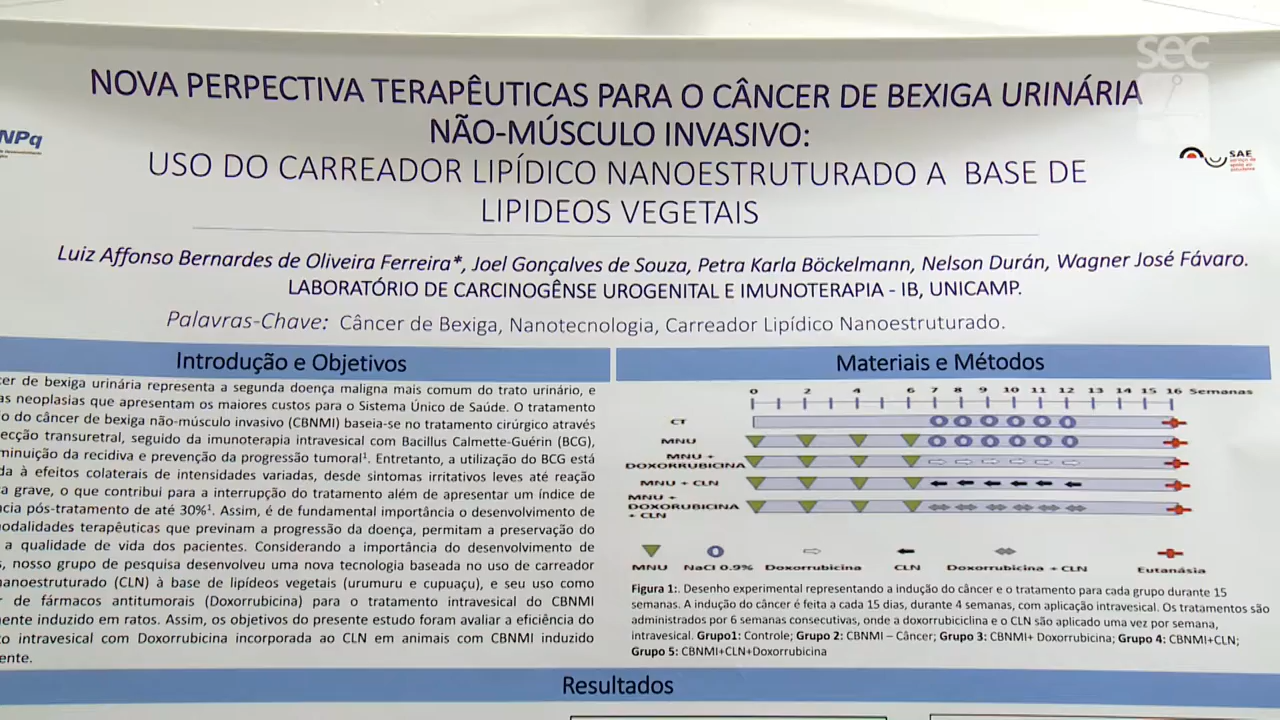 sec
NOVA PERPECTIVA TERAPÊUTICAS PARA O CÂNCER DE BEXIGA URINÁRIA
NÃO-MÚSCULO INVASIVO:
USO DO CARREADOR LIPÍDICO NANOESTRUTURADO A BASE DE
LIPIDEOS VEGETAIS
NPq
SAE
Luiz Affonso Bernardes de Oliveira Ferreira*, Joel Gonçalves de Souza, Petra Karla Böckelmann, Nelson Durán, Wagner José Fávaro.
LABORATÓRIO DE CARCINOGÊNSE UROGENITAL E IMUNOTERAPIA - IB, UNICAMP.
Palavras-Chave: Câncer de Bexiga, Nanotecnologia, Carreador Lipídico Nanoestruturado.
Introdução e Objetivos
cer de bexiga urinária representa a segunda doença maligna mais comum do trato urinário, e
as neoplasias que apresentam os maiores custos para o Sistema Único de Saúde. O tratamento
o do câncer de bexiga não-músculo invasivo (CBNMI) baseia-se no tratamento cirúrgico através
ecção transuretral, seguido da imunoterapia intravesical com Bacillus Calmette-Guérin (BCG),
minuição da recidiva e prevenção da progressão tumoral¹. Entretanto, a utilização do BCG está
da à efeitos colaterais de intensidades variadas, desde sintomas irritativos leves até reação
a grave, o que contribui para a interrupção do tratamento além de apresentar um índice de
ncia pós-tratamento de até 30%¹. Assim, é de fundamental importância o desenvolvimento de
modalidades terapêuticas que previnam a progressão da doença, permitam a preservação do
a qualidade de vida dos pacientes. Considerando a importância do desenvolvimento de
, nosso grupo de pesquisa desenvolveu uma nova tecnologia baseada no uso de carreador
nanoestruturado (CLN) à base de lipídeos vegetais (urumuru e cupuaçu), e seu uso como
r de fármacos antitumorais (Doxorrubicina) para o tratamento intravesical do CBNMI
ente induzido em ratos. Assim, os objetivos do presente estudo foram avaliar a eficiência do
o intravesical com Doxorrubicina incorporada ao CLN em animais com CBNMI induzido
ente.
Materiais e Métodos
0 2 4 6 7 8 9 10 11 12 13 14 15 16 Semanas
CT
MNU
MNU +
DOXORRUBICINA
MNU + CLN
MNU +
DOXORUBICINA
+ CLN
MNU NaCl 0.9% Doxorrubicina CLN Doxorrubicina + CLN Eutanásia
Figura 1:. Desenho experimental representando a indução do câncer e o tratamento para cada grupo durante 15
semanas. A indução do câncer é feita a cada 15 dias, durante 4 semanas, com aplicação intravesical. Os tratamentos são
administrados por 6 semanas consecutivas, onde a doxorrubiciclina e o CLN são aplicado uma vez por semana,
intravesical. Grupo1: Controle; Grupo 2: CBNMI – Câncer; Grupo 3: CBNMI+ Doxorrubicina; Grupo 4: CBNMI+CLN;
Grupo 5: CBNMI+CLN+Doxorrubicina
Resultados